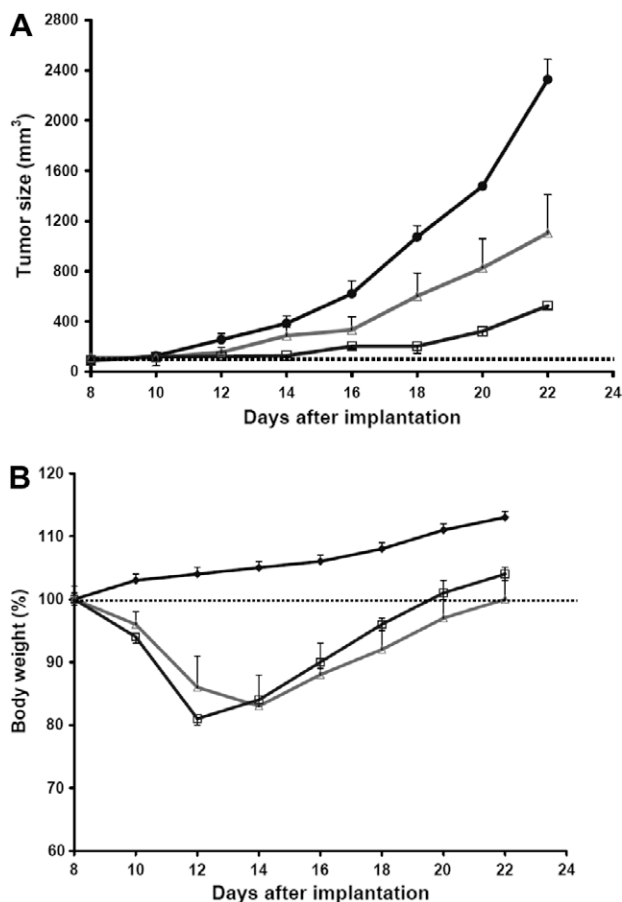 A
Tumor size (mm³)
2800
2400
2000
1600
1200
800
400
0
8 10 12 14 16 18 20 22 24
Days after implantation
B
Body weight (%)
120
110
100
90
80
70
60
8 10 12 14 16 18 20 22 24
Days after implantation